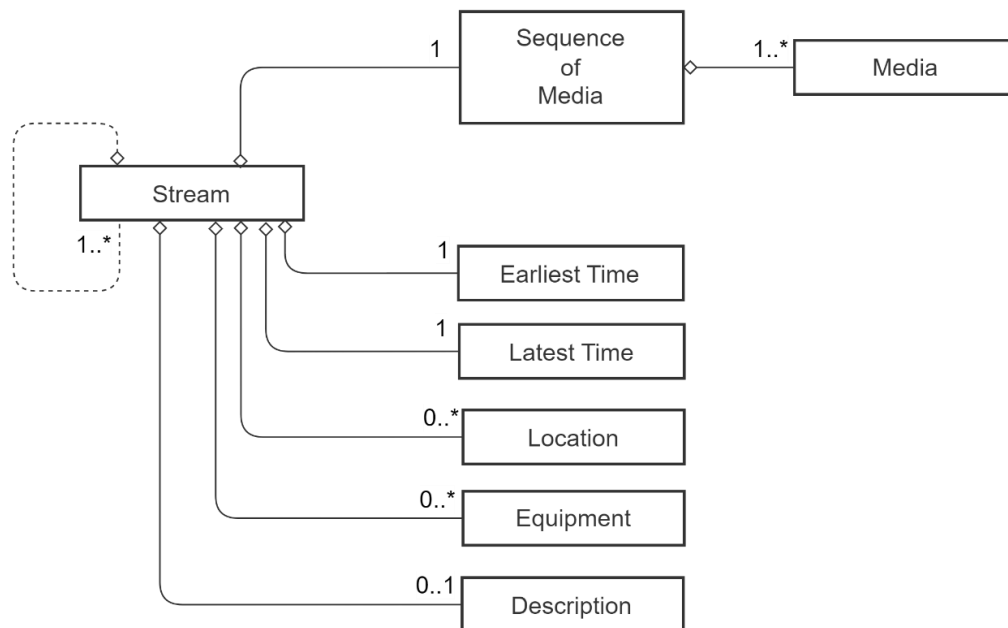 1
Sequence
of
Media
1..*
Media
Stream
1..*
1
Earliest Time
1
Latest Time
0..*
Location
0..*
Equipment
0..1
Description